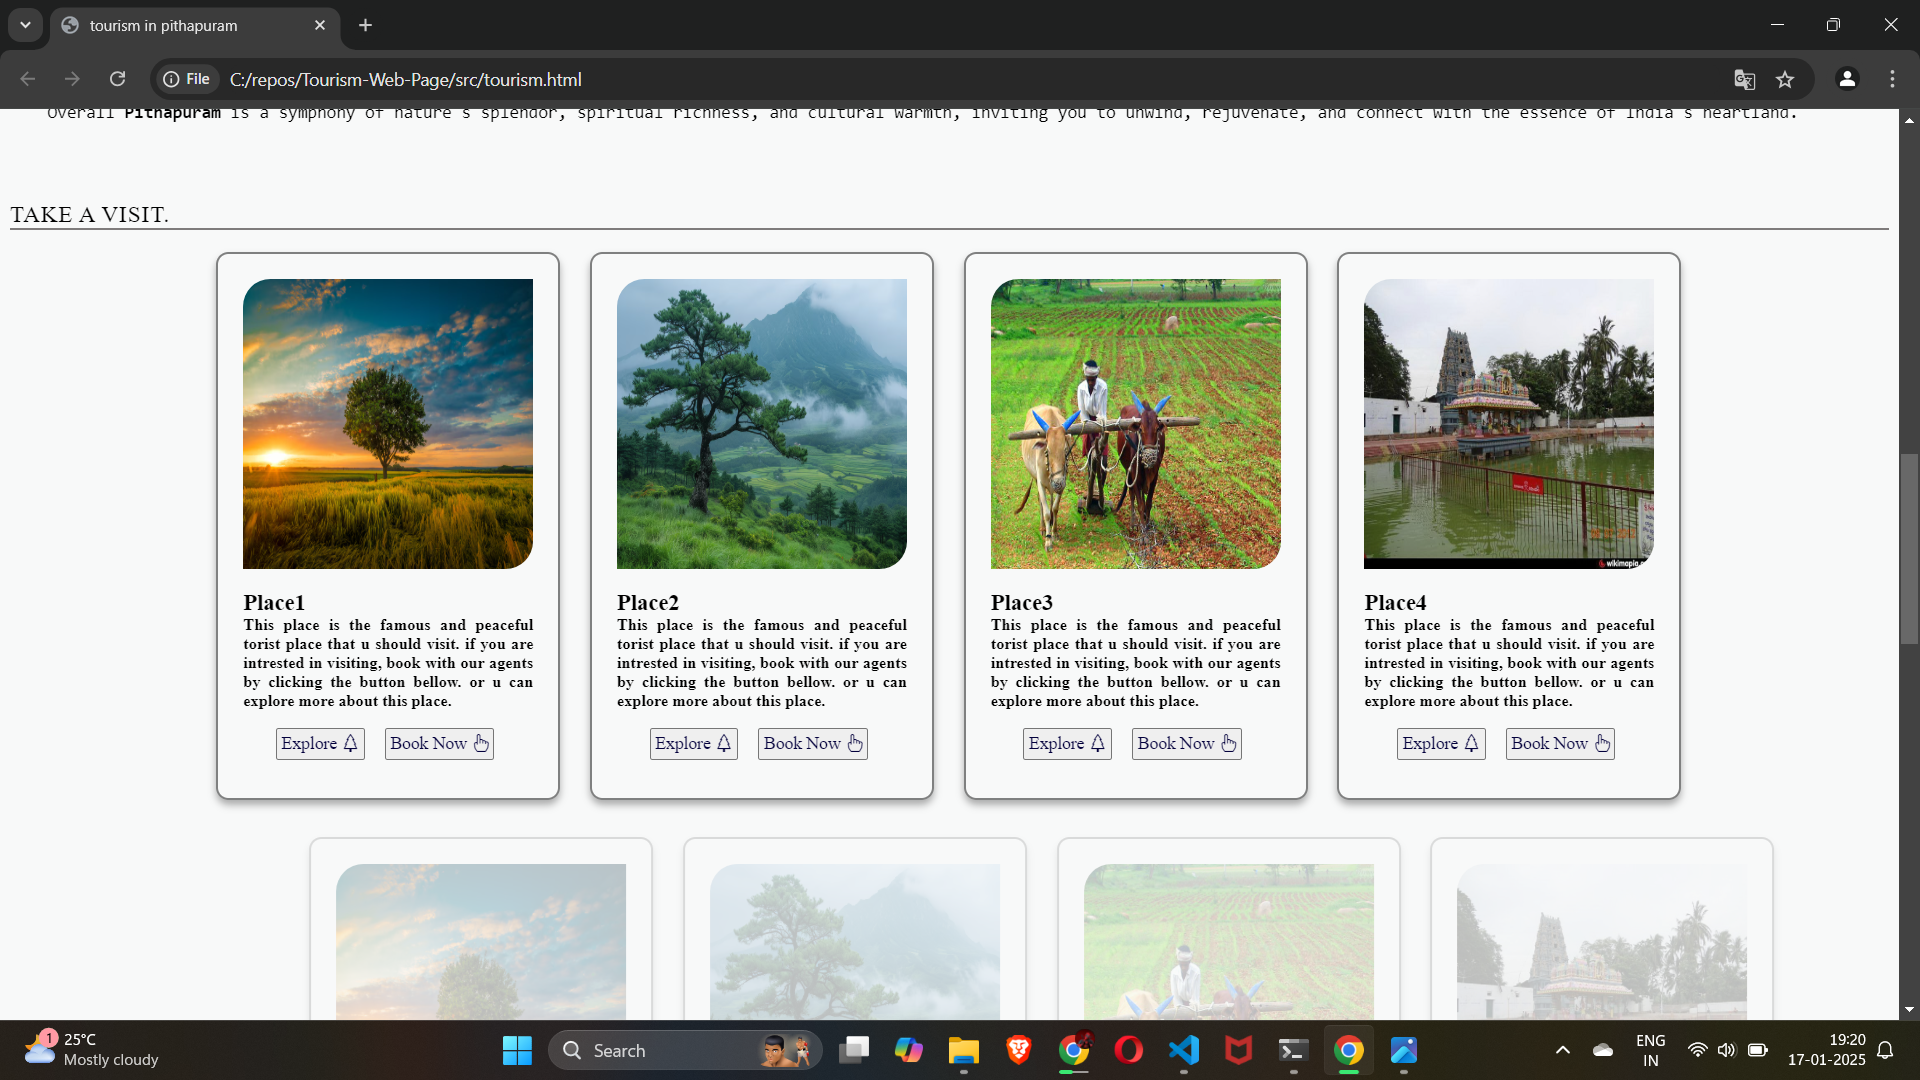 tourism in pithapuram
File
C:/repos/Tourism-Web-Page/src/tourism.html
Overall Pithapuram is a symphony of nature's splendor, spiritual richness, and cultural warmth, inviting you to unwind, rejuvenate, and connect with the essence of India's heartland.
TAKE A VISIT.
wikimapia
Place1
This place is the famous and peaceful
torist place that u should visit. if you are
intrested in visiting, book with our agents
by clicking the button bellow. or u can
explore more about this place.
Explore
Book Now
Place2
This place is the famous and peaceful
torist place that u should visit. if you are
intrested in visiting, book with our agents
by clicking the button bellow. or u can
explore more about this place.
Explore
Book Now
Place3
This place is the famous and peaceful
torist place that u should visit. if you are
intrested in visiting, book with our agents
by clicking the button bellow. or u can
explore more about this place.
Explore
Book Now
Place4
This place is the famous and peaceful
torist place that u should visit. if you are
intrested in visiting, book with our agents
by clicking the button bellow. or u can
explore more about this place.
Explore
Book Now
1
25°C
Mostly cloudy
Search
ENG
IN
19:20
17-01-2025